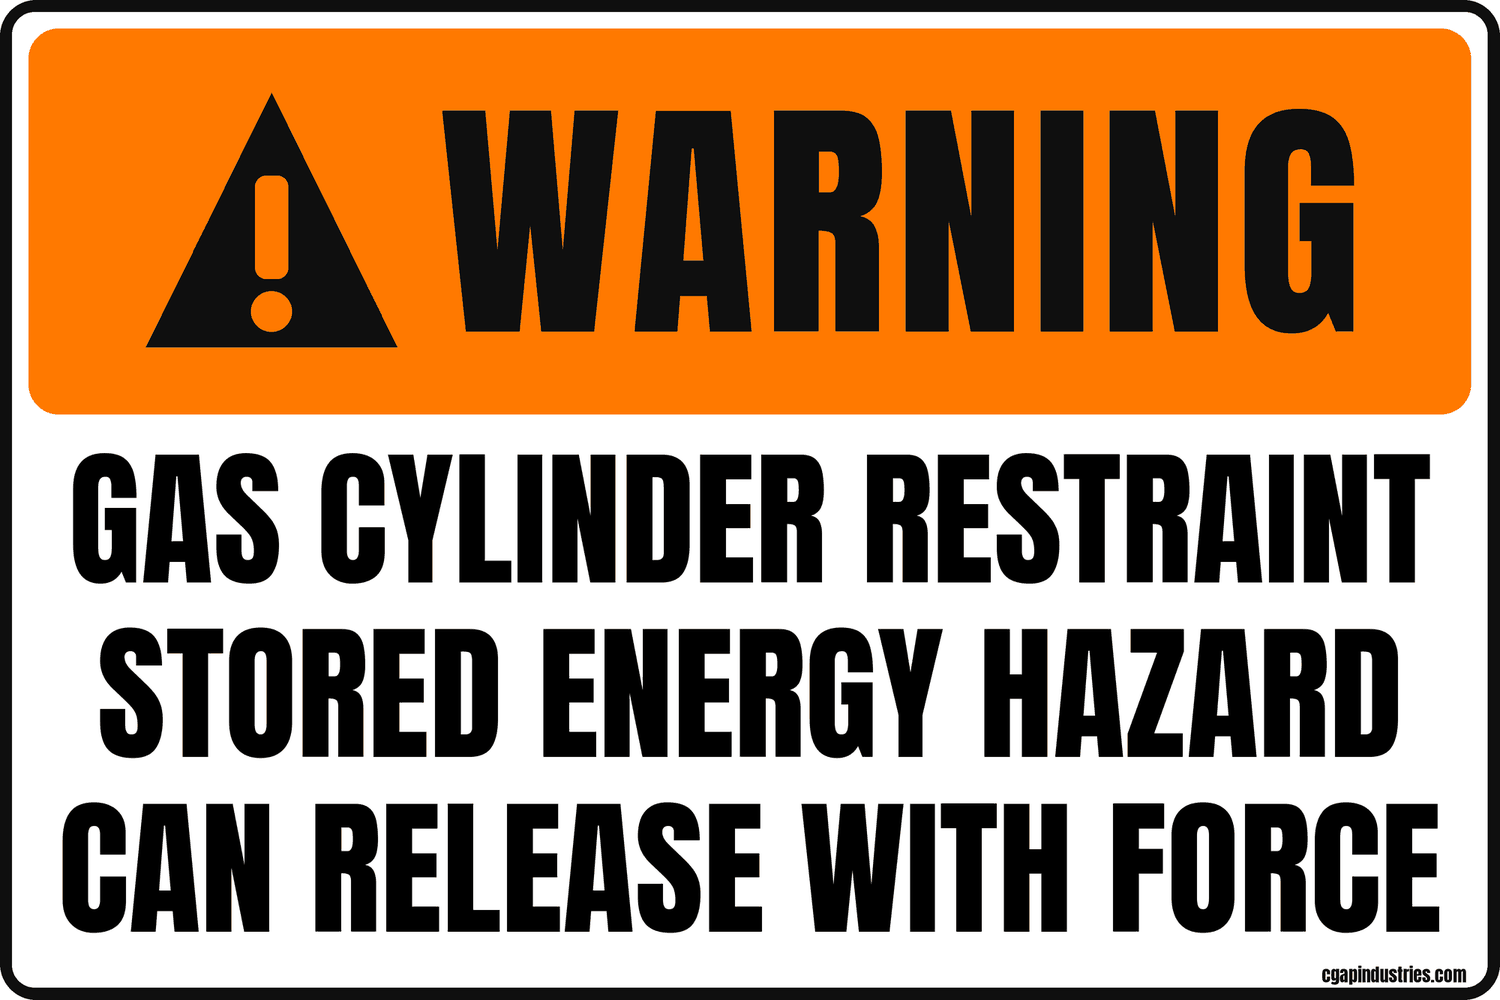 WARNING
GAS CYLINDER RESTRAINT
STORED ENERGY HAZARD
CAN RELEASE WITH FORCE
cgapindustries.com